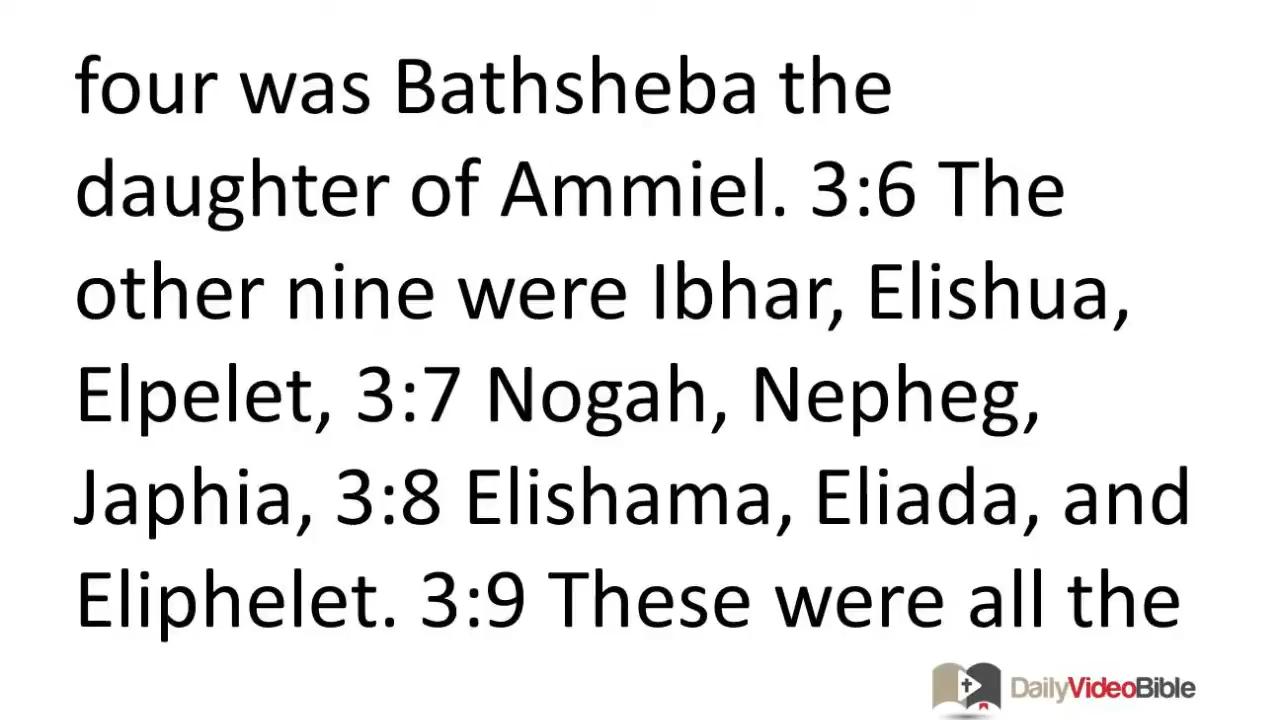 four was Bathsheba the
daughter of Ammiel. 3:6 The
other nine were Ibhar, Elishua,
Elpelet, 3:7 Nogah, Nepheg,
Japhia, 3:8 Elishama, Eliada, and
Eliphelet. 3:9 These were all the
DailyVideoBible